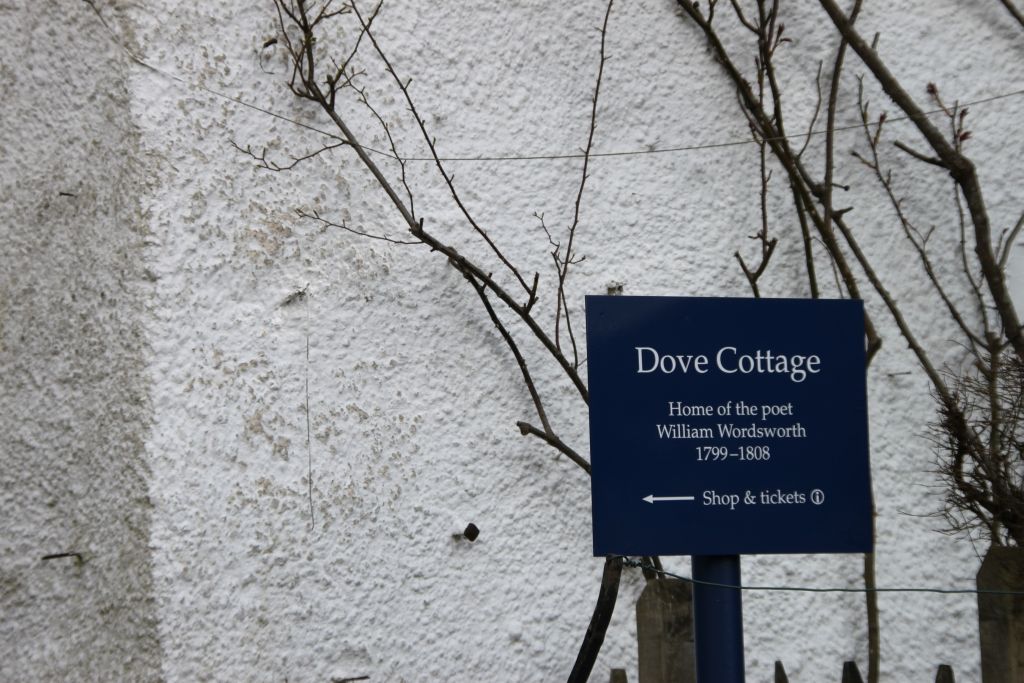 Dove Cottage
Home of the poet
William Wordsworth
1799–1808
← Shop & tickets ⓘ